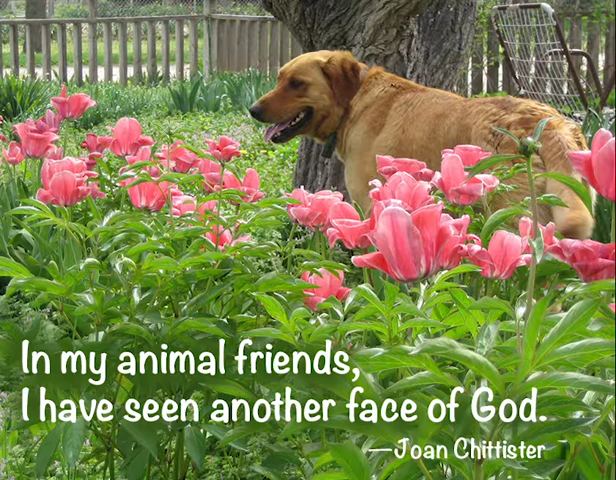 In my animal friends,
I have seen another face of God.
—Joan Chittister